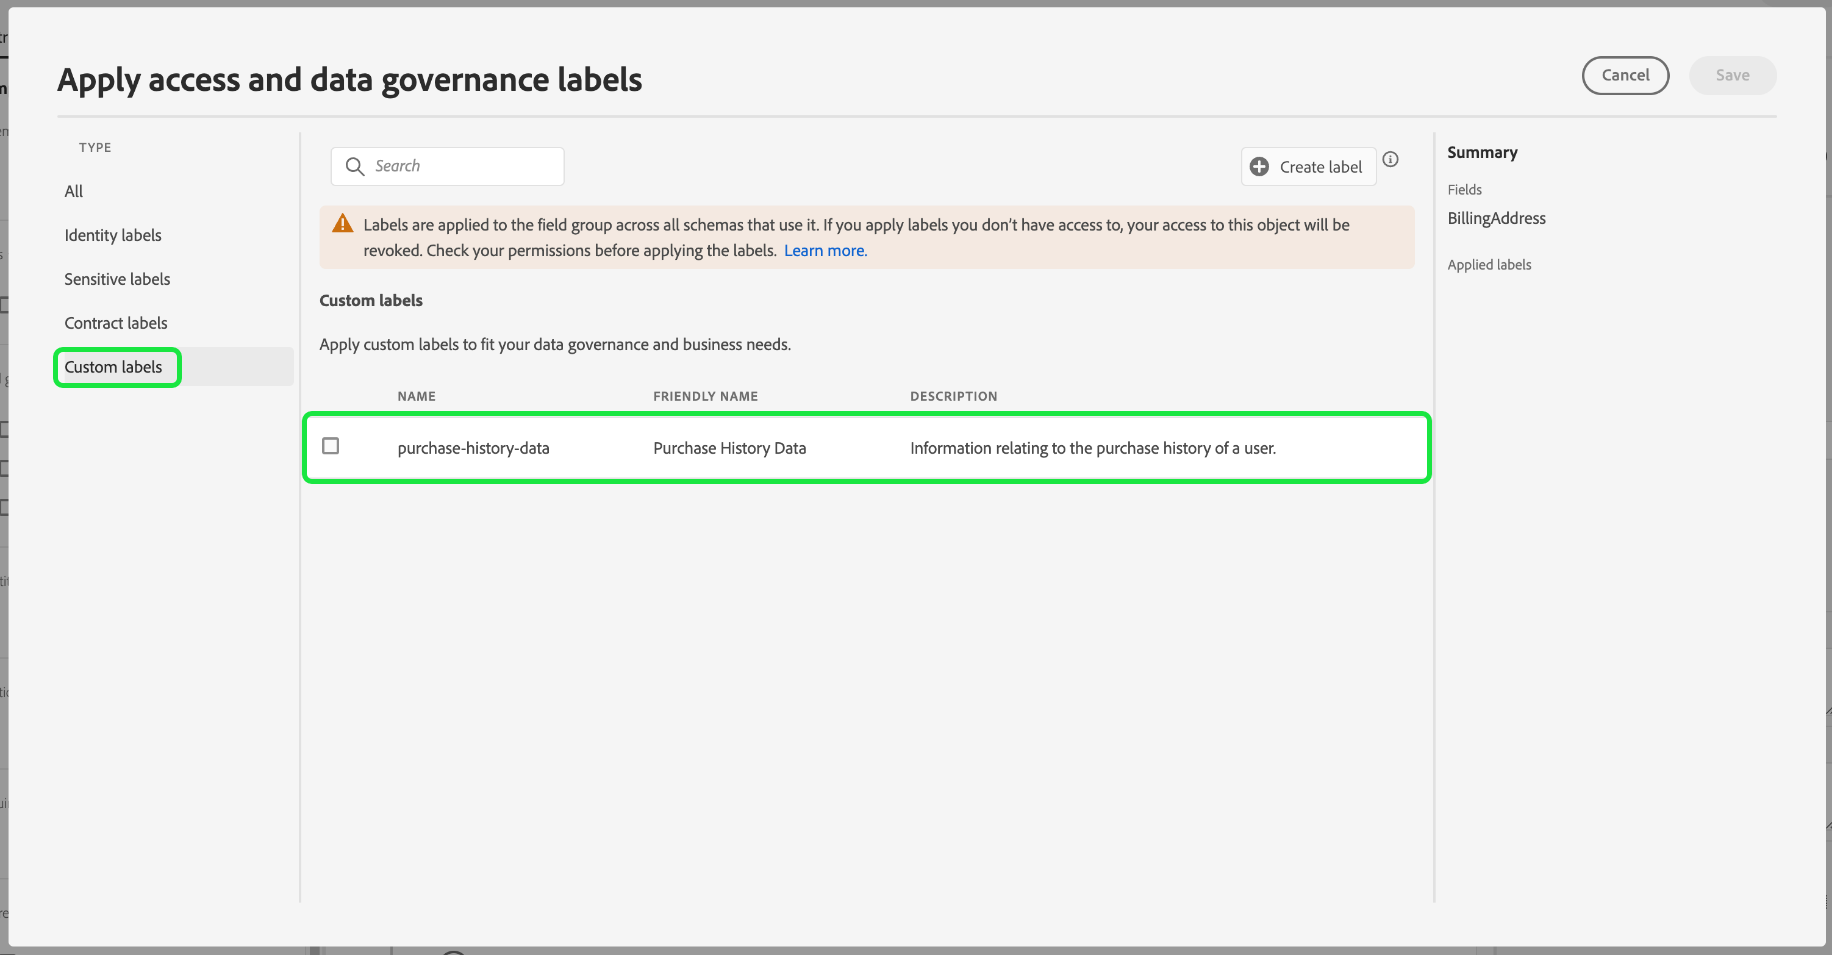 Apply access and data governance labels
Cancel
Save
TYPE
All
Identity labels
Sensitive labels
Contract labels
Custom labels
Search
Create label
Labels are applied to the field group across all schemas that use it. If you apply labels you don't have access to, your access to this object will be
revoked. Check your permissions before applying the labels. Learn more.
Custom labels
Apply custom labels to fit your data governance and business needs.
NAME FRIENDLY NAME DESCRIPTION
purchase-history-data Purchase History Data Information relating to the purchase history of a user.
Summary
Fields
BillingAddress
Applied labels